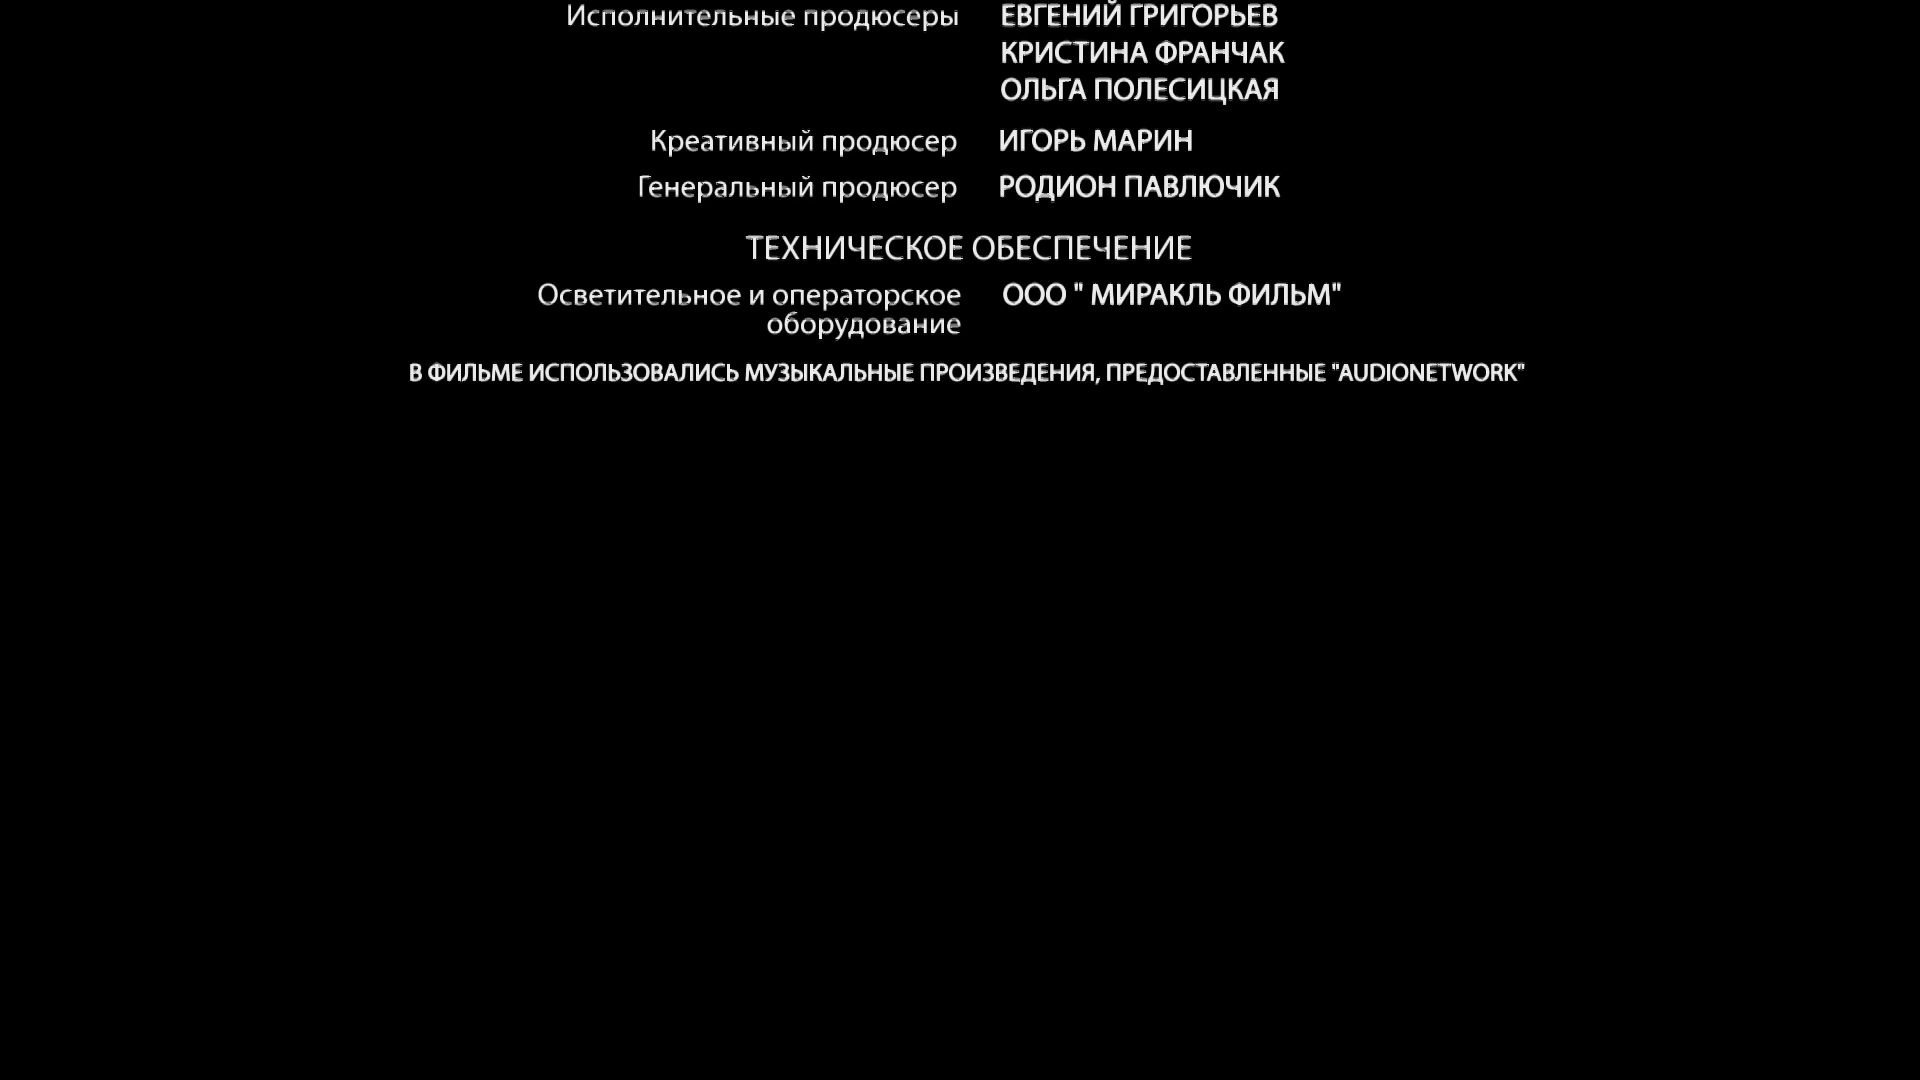 Исполнительные продюсеры ЕВГЕНИЙ ГРИГОРЬЕВ
КРИСТИНА ФРАНЧАК
ОЛЬГА ПОЛЕСИЦКАЯ
Креативный продюсер ИГОРЬ МАРИН
Генеральный продюсер РОДИОН ПАВЛЮЧИК
ТЕХНИЧЕСКОЕ ОБЕСПЕЧЕНИЕ
Осветительное и операторское ООО " МИРАКЛЬ ФИЛЬМ"
оборудование
В ФИЛЬМЕ ИСПОЛЬЗОВАЛИСЬ МУЗЫКАЛЬНЫЕ ПРОИЗВЕДЕНИЯ, ПРЕДОСТАВЛЕННЫЕ "AUDIONETWORK"